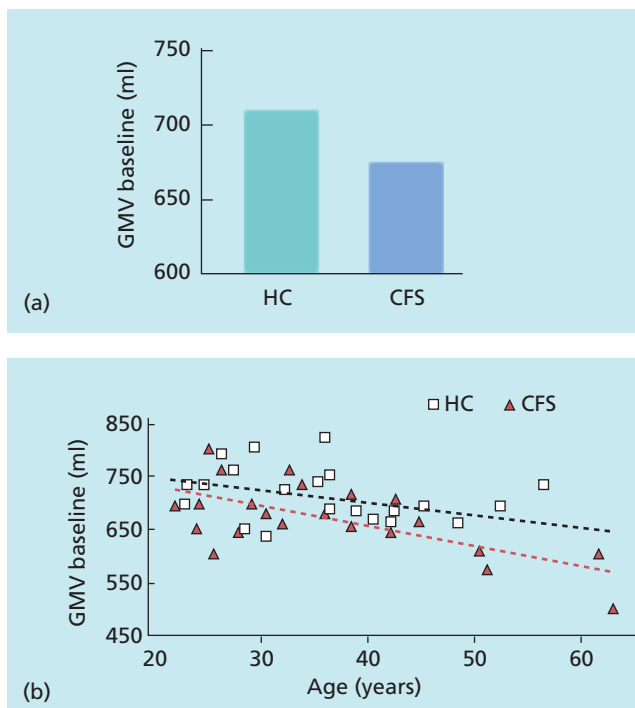 750
700
650
600
GMV baseline (ml)
HC CFS
(a)
HC CFS
850
750
650
550
450
GMV baseline (ml)
20 30 40 50 60
Age (years)
(b)